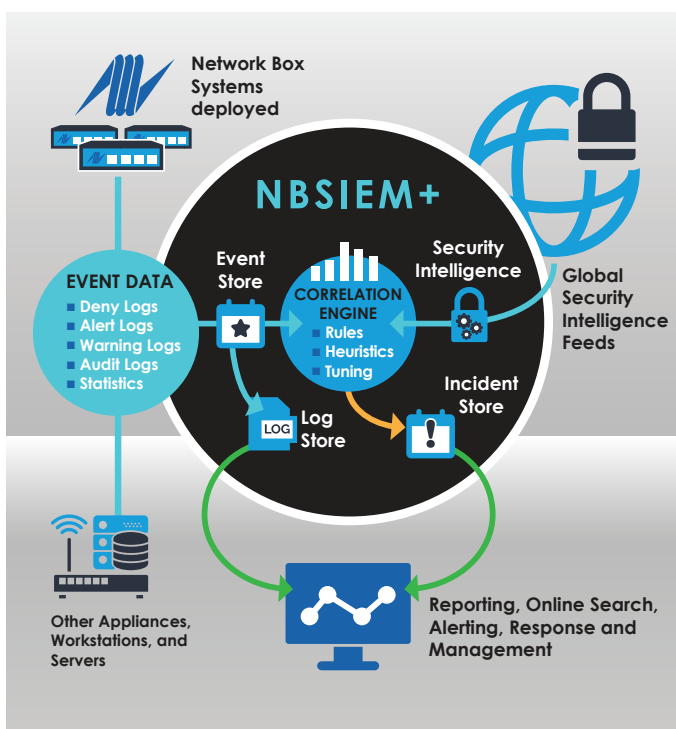 Network Box
Systems
deployed
NBSIEM+
Event
Store
Security
Intelligence
EVENT DATA
Deny Logs
Alert Logs
Warning Logs
Audit Logs
Statistics
CORRELATION
ENGINE
Rules
Heuristics
Tuning
Global
Security
Intelligence
Feeds
Incident
Store
LOG
Log
Store
Other Appliances,
Workstations, and
Servers
Reporting, Online Search,
Alerting, Response and
Management